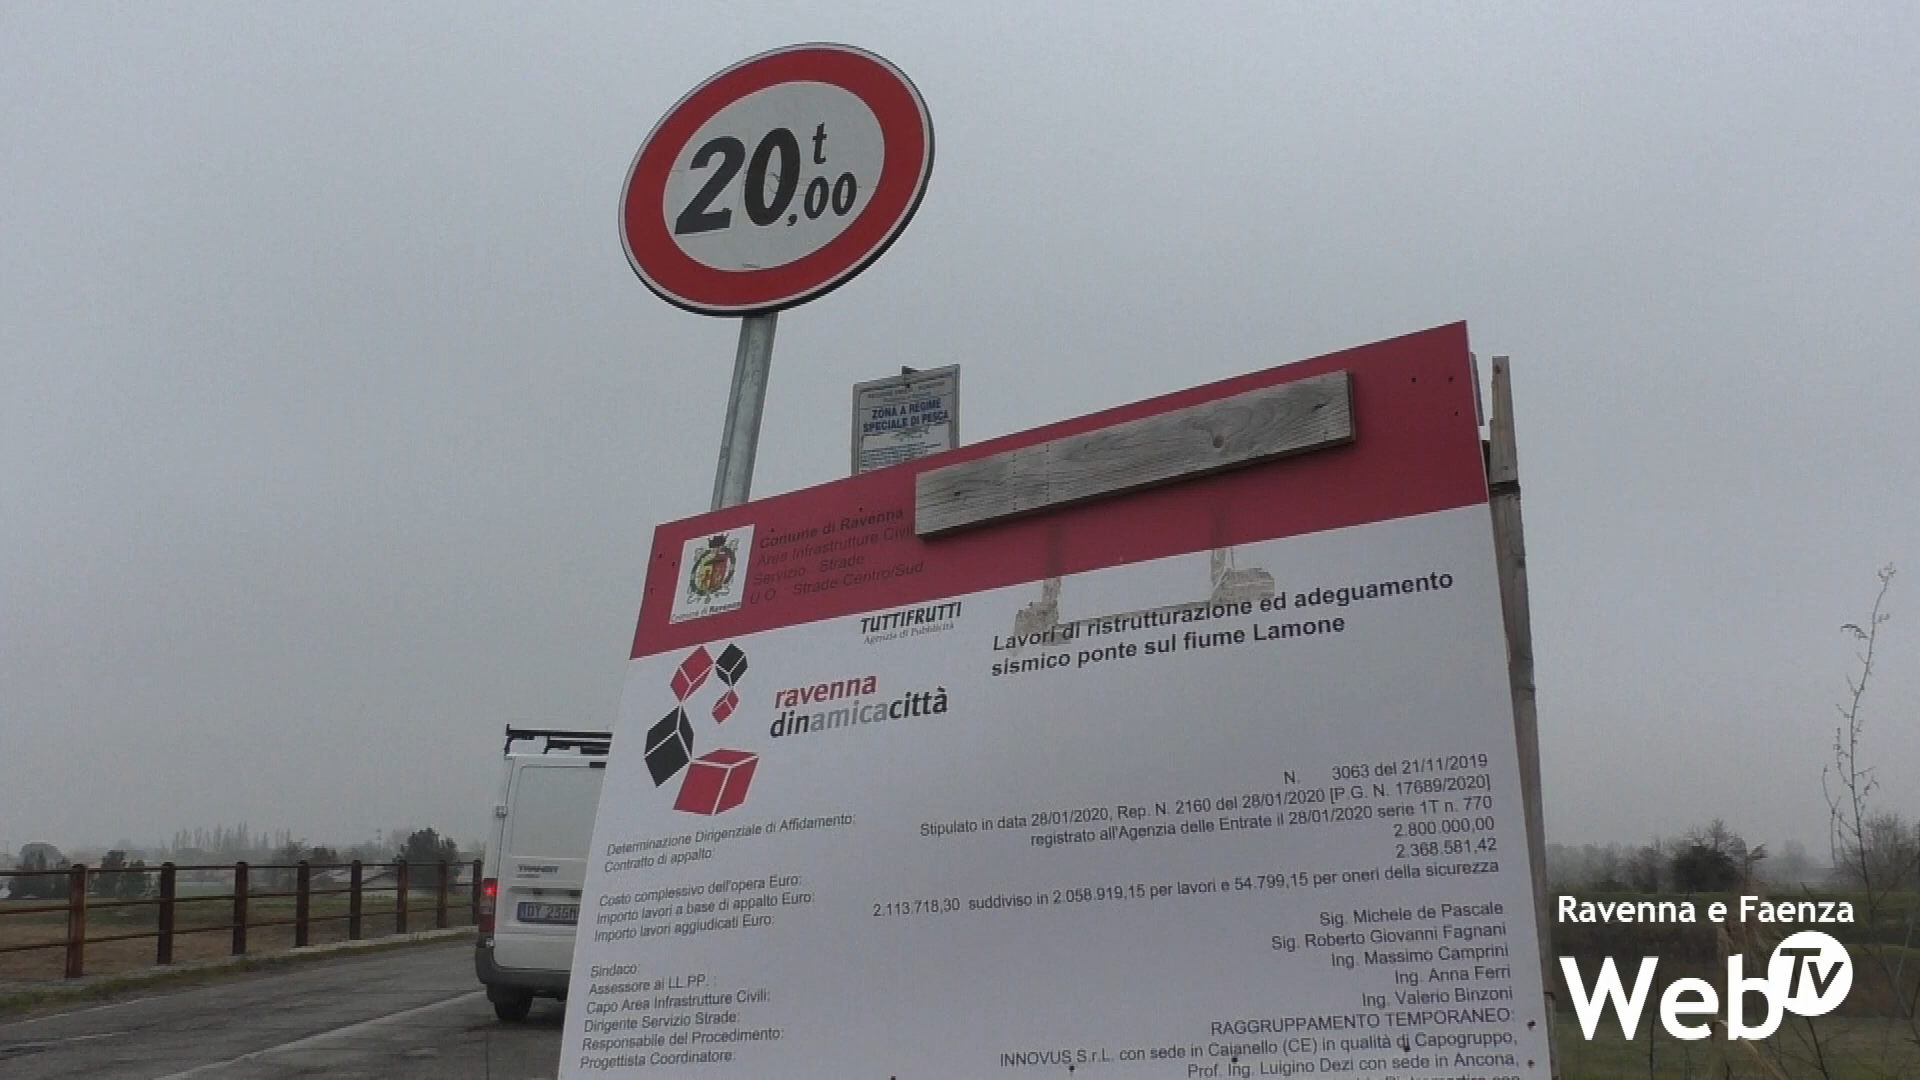 20,00 t
ZONA A REGIME
SPECIALE DI PESCA
Comune di Ravenna
Area Infrastrutture Civili
Servizio Strade
U.O. Strade Centro/Sud
Comune di Ravenna
TUTTIFRUTTI
Agenzia di Pubblicità
Lavori di ristrutturazione ed adeguamento
sismico ponte sul fiume Lamone
ravenna
dinamicacittà
Determinazione Dirigenziale di Affidamento: N. 3063 del 21/11/2019
Contratto di appalto: Stipulato in data 28/01/2020, Rep. N. 2160 del 28/01/2020 [P.G. N. 17689/2020]
registrato all'Agenzia delle Entrate il 28/01/2020 serie 1T n. 770
Costo complessivo dell'opera Euro: 2.800.000,00
Importo lavori a base di appalto Euro: 2.368.581,42
Importo lavori aggiudicati Euro: 2.113.718,30 suddiviso in 2.058.919,15 per lavori e 54.799,15 per oneri della sicurezza
Sindaco: Sig. Michele de Pascale
Assessore ai LL.PP. : Sig. Roberto Giovanni Fagnani
Capo Area Infrastrutture Civili: Ing. Massimo Camprini
Dirigente Servizio Strade: Ing. Anna Ferri
Responsabile del Procedimento: Ing. Valerio Binzoni
Progettista Coordinatore: RAGGRUPPAMENTO TEMPORANEO:
INNOVUS S.r.L. con sede in Caianello (CE) in qualità di Capogruppo,
Prof. Ing. Luigino Dezi con sede in Ancona,
TRANSIT
Ravenna e Faenza
Web Tv